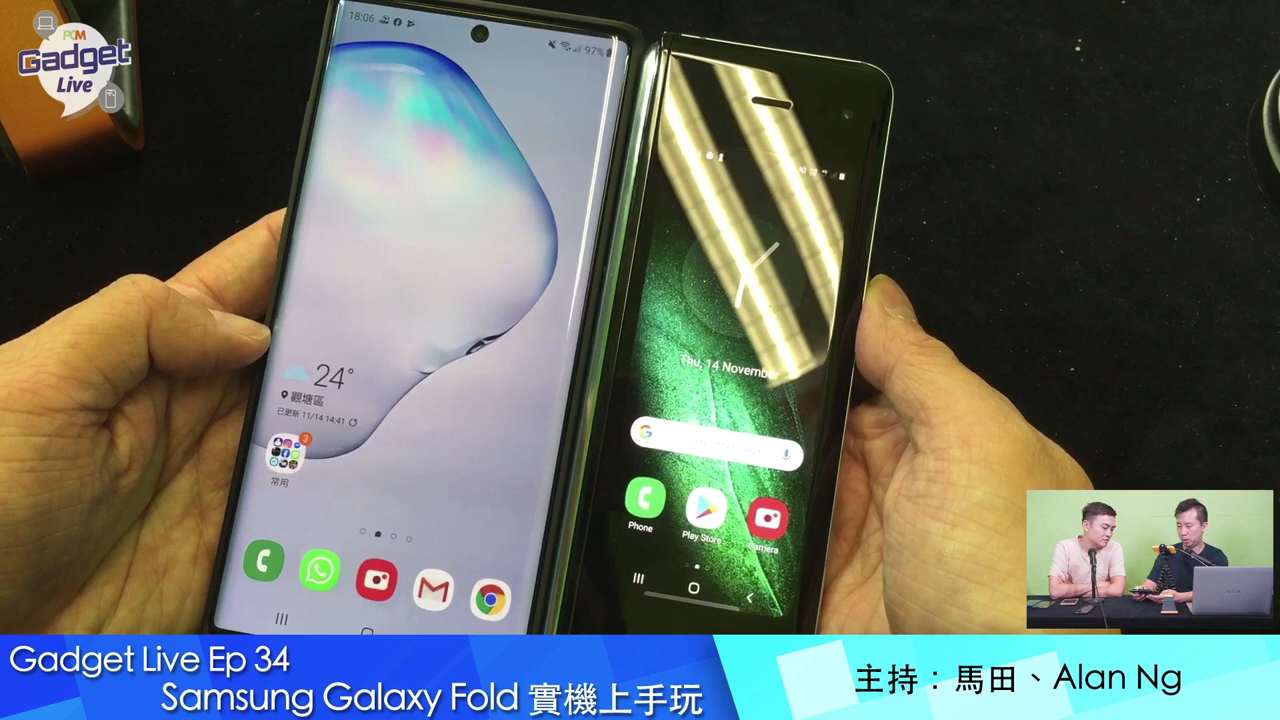 PCM
Gadget
Live
18:06
97%
24°
觀塘區
已更新 11/14 14:41
3
常用
Thu, 14 November
Phone
Play Store
Camera
Gadget Live Ep 34
Samsung Galaxy Fold 實機上手玩
主持：馬田、Alan Ng